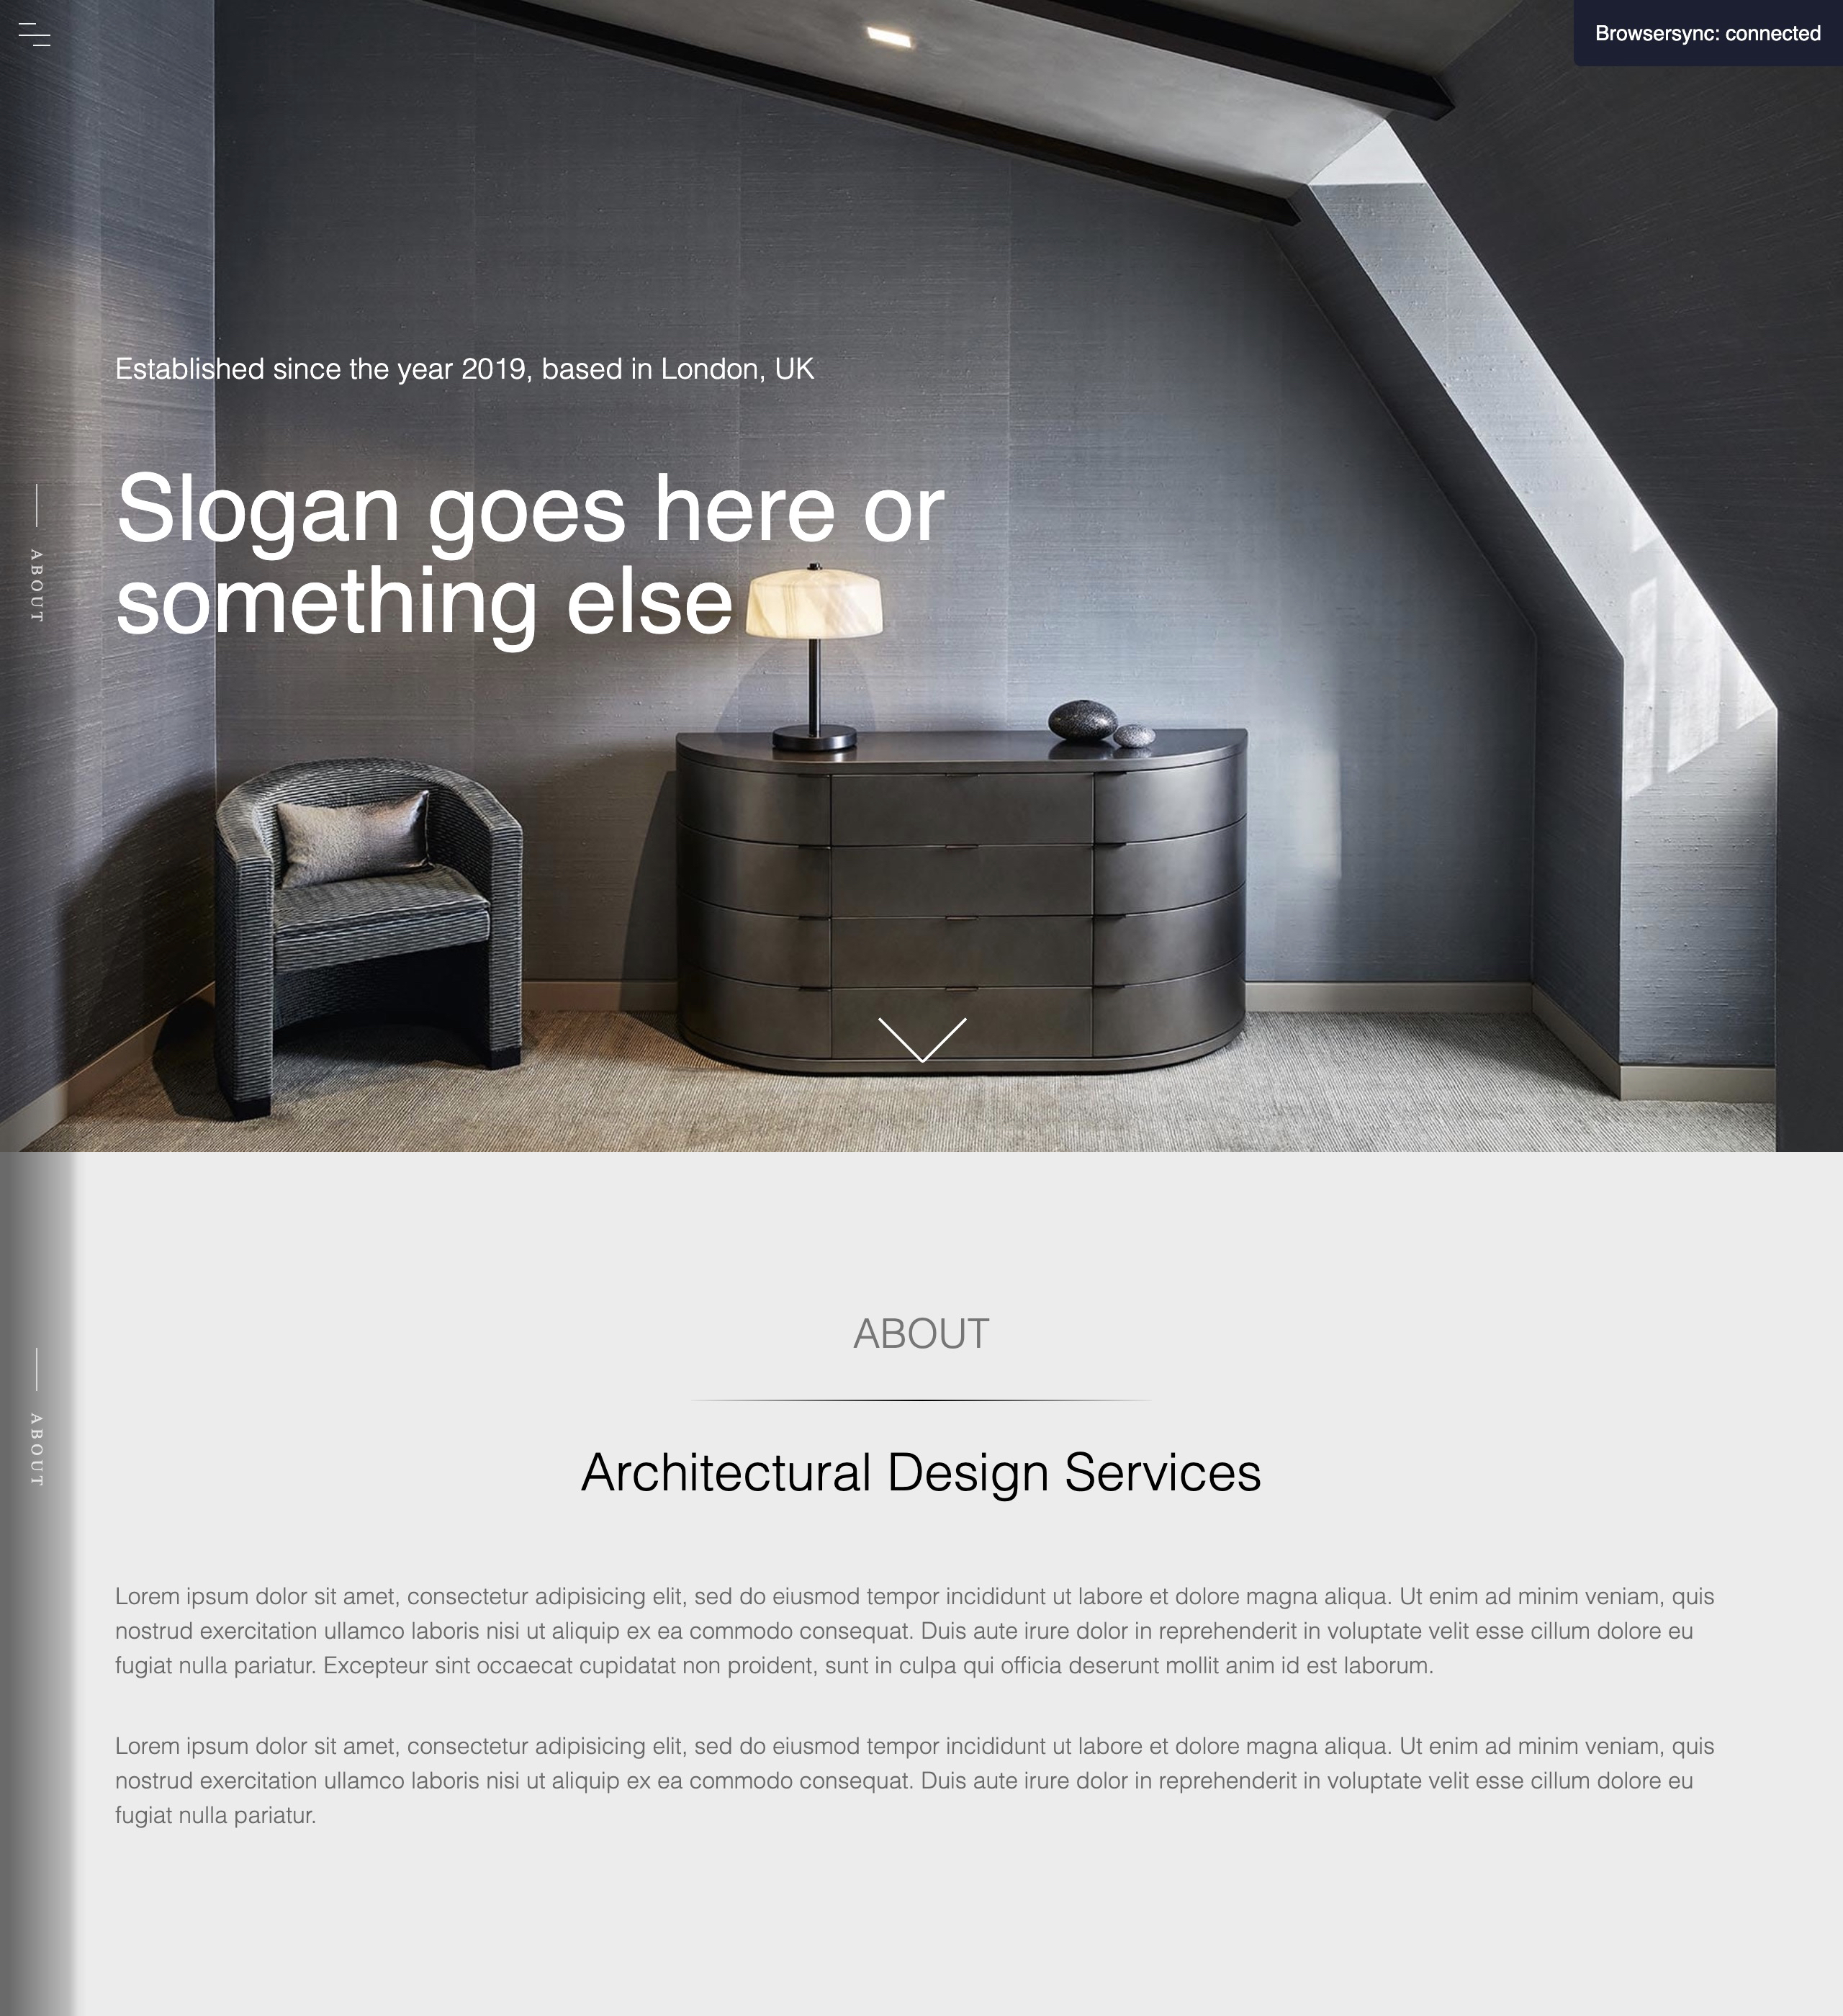 Browsersync: connected
Established since the year 2019, based in London, UK
Slogan goes here or
something else
ABOUT
ABOUT
ABOUT
Architectural Design Services
Lorem ipsum dolor sit amet, consectetur adipisicing elit, sed do eiusmod tempor incididunt ut labore et dolore magna aliqua. Ut enim ad minim veniam, quis
nostrud exercitation ullamco laboris nisi ut aliquip ex ea commodo consequat. Duis aute irure dolor in reprehenderit in voluptate velit esse cillum dolore eu
fugiat nulla pariatur. Excepteur sint occaecat cupidatat non proident, sunt in culpa qui officia deserunt mollit anim id est laborum.
Lorem ipsum dolor sit amet, consectetur adipisicing elit, sed do eiusmod tempor incididunt ut labore et dolore magna aliqua. Ut enim ad minim veniam, quis
nostrud exercitation ullamco laboris nisi ut aliquip ex ea commodo consequat. Duis aute irure dolor in reprehenderit in voluptate velit esse cillum dolore eu
fugiat nulla pariatur.